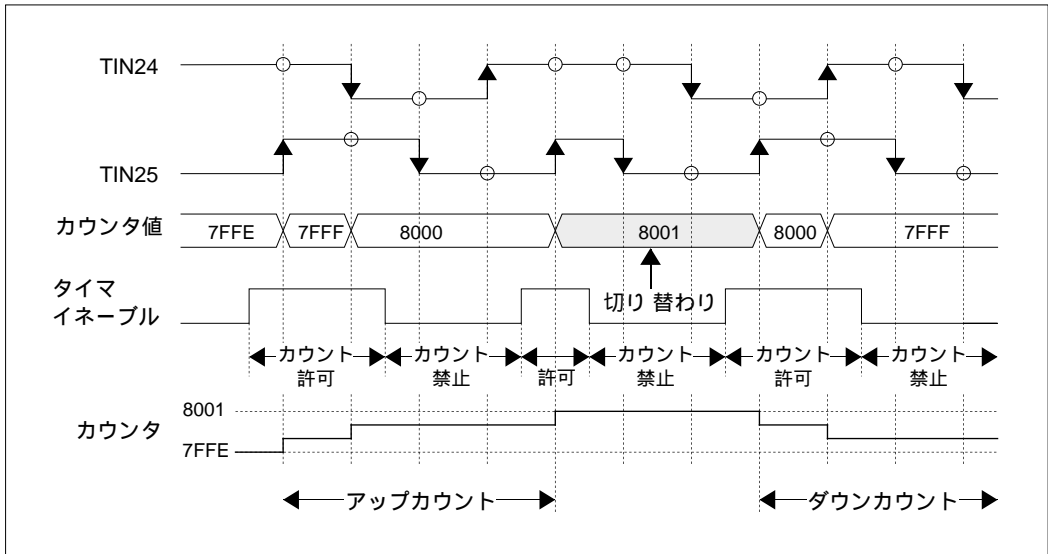 TIN24
TIN25
カウンタ値
7FFE
7FFF
8000
8001
8000
7FFF
切り 替わり
タイマ
イネーブル
カウント
許可
カウント
禁止
許可
カウント
禁止
カウント
許可
カウント
禁止
カウンタ
8001
7FFE
アップカウント
ダウンカウント